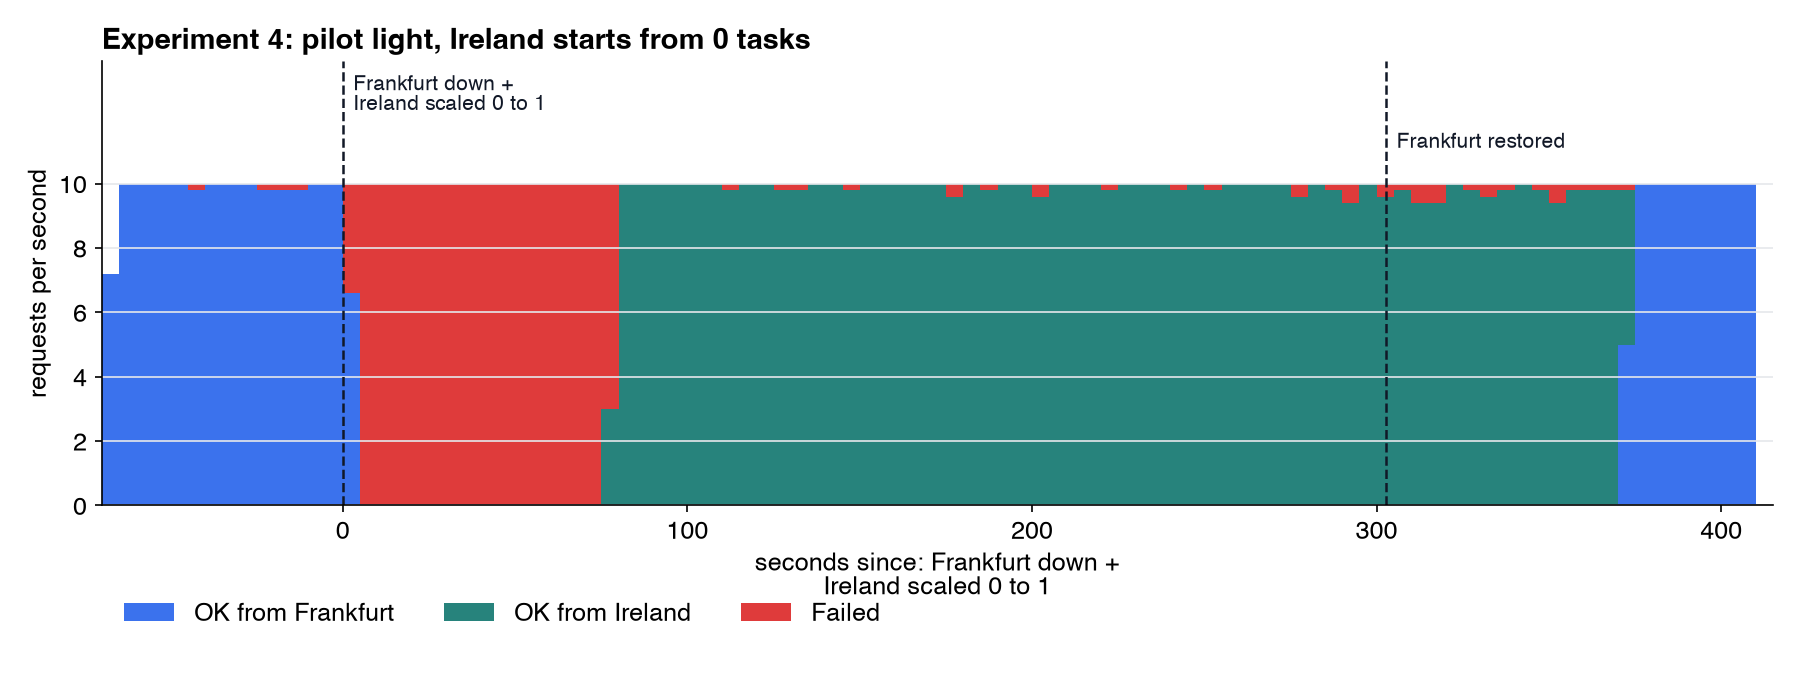 Experiment 4: pilot light, Ireland starts from 0 tasks
Frankfurt down +
Ireland scaled 0 to 1
Frankfurt restored
requests per second
10
8
6
4
2
0
0
100
200
300
400
seconds since: Frankfurt down +
Ireland scaled 0 to 1
OK from Frankfurt
OK from Ireland
Failed